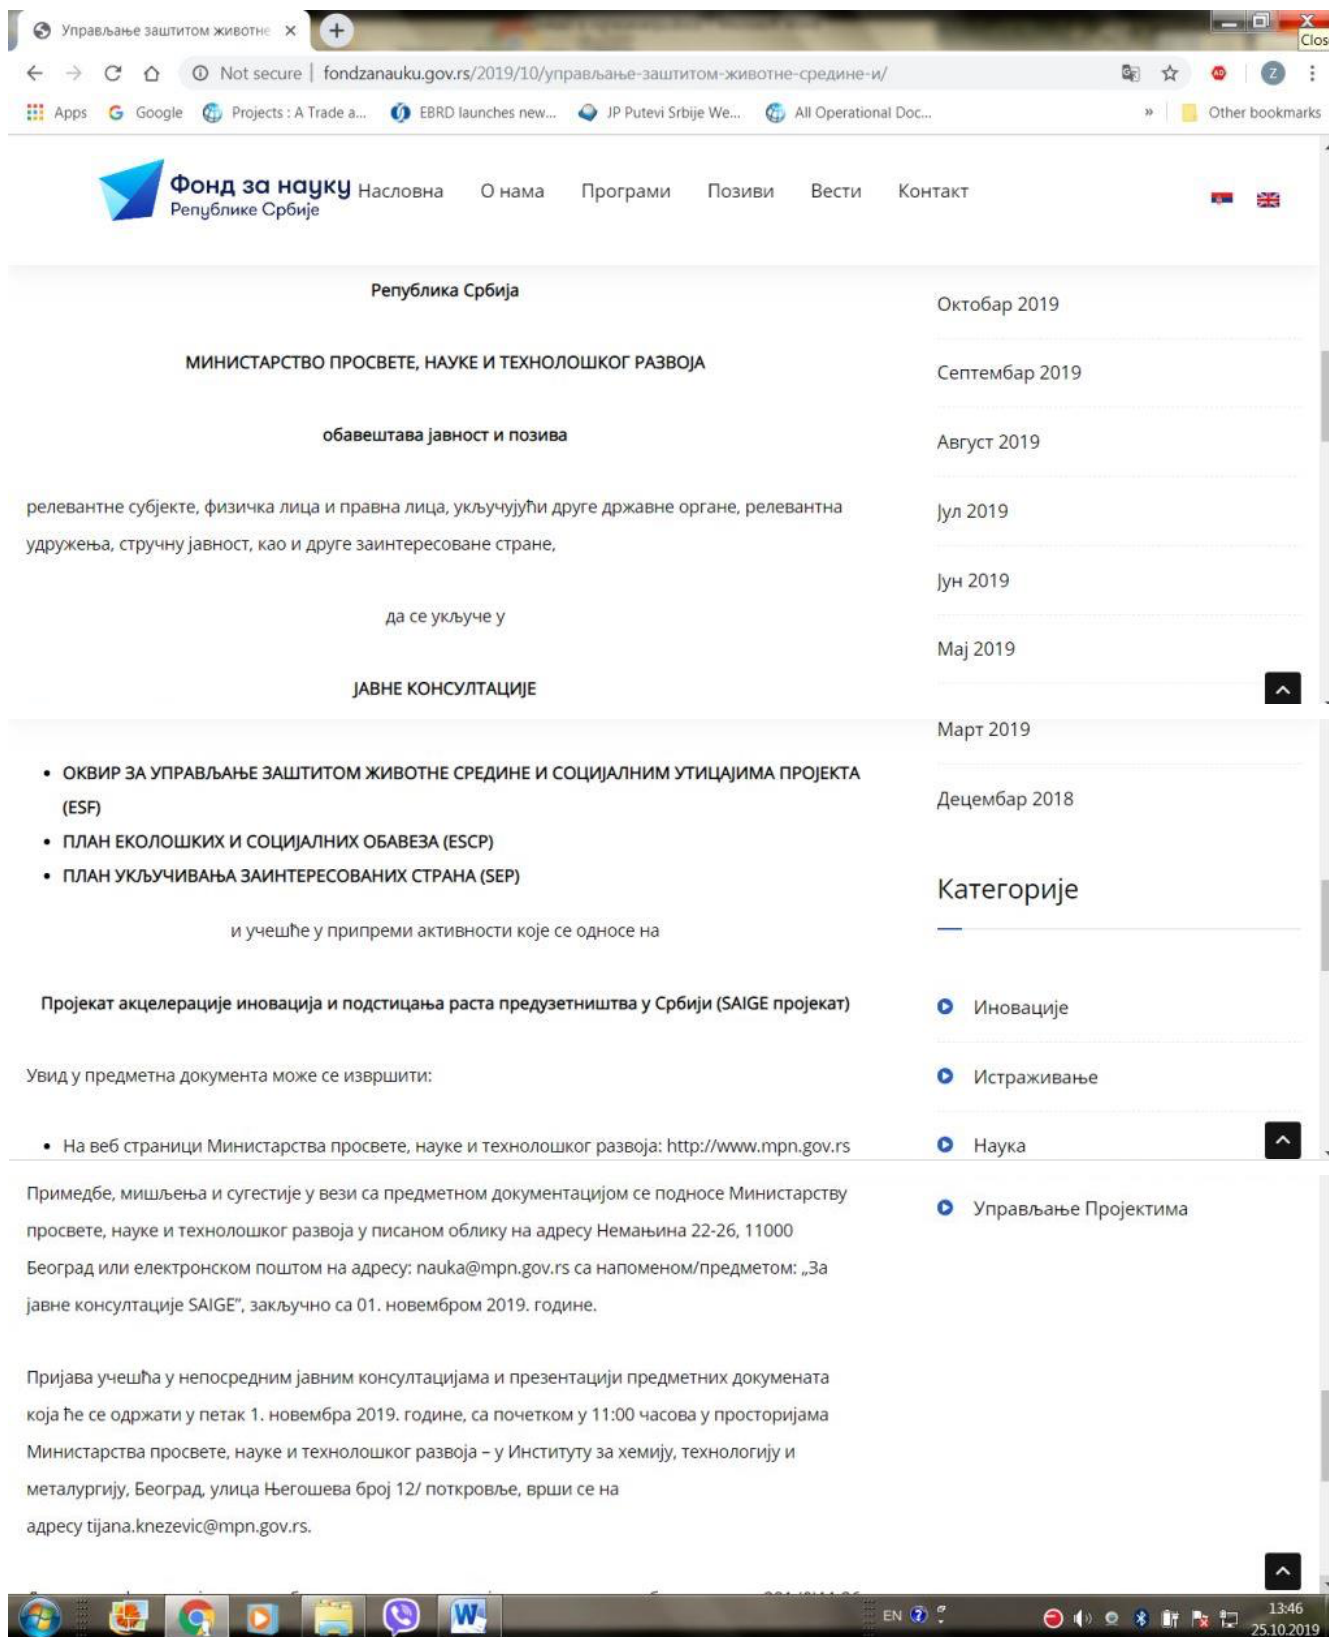 Управљање заштитом животне
Close
Not secure | fondzanauku.gov.rs/2019/10/управљање-заштитом-животне-средине-и/
Z
Apps
Google
Projects : A Trade a...
EBRD launches new...
JP Putevi Srbije We...
All Operational Doc...
»
Other bookmarks
Фонд за науку
Републике Србије
Насловна
О нама
Програми
Позиви
Вести
Контакт
Република Србија
МИНИСТАРСТВО ПРОСВЕТЕ, НАУКЕ И ТЕХНОЛОШКОГ РАЗВОЈА
обавештава јавност и позива
релевантне субјекте, физичка лица и правна лица, укључујући друге државне органе, релевантна
удружења, стручну јавност, као и друге заинтересоване стране,
да се укључе у
ЈАВНЕ КОНСУЛТАЦИЈЕ
Октобар 2019
Септембар 2019
Август 2019
Јул 2019
Јун 2019
Мај 2019
Март 2019
Децембар 2018
• ОКВИР ЗА УПРАВЉАЊЕ ЗАШТИТОМ ЖИВОТНЕ СРЕДИНЕ И СОЦИЈАЛНИМ УТИЦАЈИМА ПРОЈЕКТА
(ESF)
• ПЛАН ЕКОЛОШКИХ И СОЦИЈАЛНИХ ОБАВЕЗА (ESCP)
• ПЛАН УКЉУЧИВАЊА ЗАИНТЕРЕСОВАНИХ СТРАНА (SEP)
и учешће у припреми активности које се односе на
Пројекат акцелерације иновација и подстицања раста предузетништва у Србији (SAIGE пројекат)
Увид у предметна документа може се извршити:
• На веб страници Министарства просвете, науке и технолошког развоја: http://www.mpn.gov.rs
Категорије
Иновације
Истраживање
Наука
Управљање Пројектима
Примедбе, мишљења и сугестије у вези са предметном документацијом се подносе Министарству
просвете, науке и технолошког развоја у писаном облику на адресу Немањина 22-26, 11000
Београд или електронском поштом на адресу: nauka@mpn.gov.rs са напоменом/предметом: „За
јавне консултације SAIGE”, закључно са 01. новембром 2019. године.
Пријава учешћа у непосредним јавним консултацијама и презентацији предметних докумената
која ће се одржати у петак 1. новембра 2019. године, са почетком у 11:00 часова у просторијама
Министарства просвете, науке и технолошког развоја – у Институту за хемију, технологију и
металургију, Београд, улица Његошева број 12/ поткровље, врши се на
адресу tijana.knezevic@mpn.gov.rs.
EN
13:46
25.10.2019